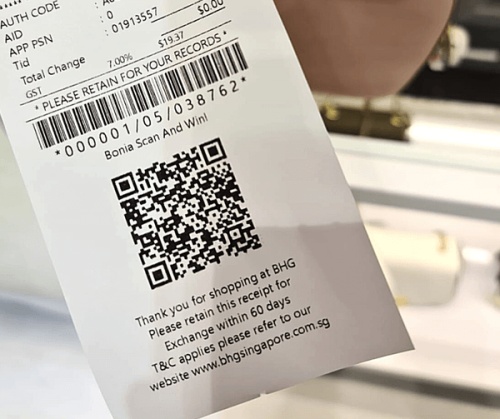 AUTH CODE :
AID : 0
APP PSN : 01913557
Tid
Total Change $0.00
GST 7.00% $19.37
* PLEASE RETAIN FOR YOUR RECORDS *
*000001/05/038762*
Bonia Scan And Win!
Thank you for shopping at BHG
Please retain this receipt for
Exchange within 60 days
T&C applies please refer to our
website www.bhgsingapore.com.sg